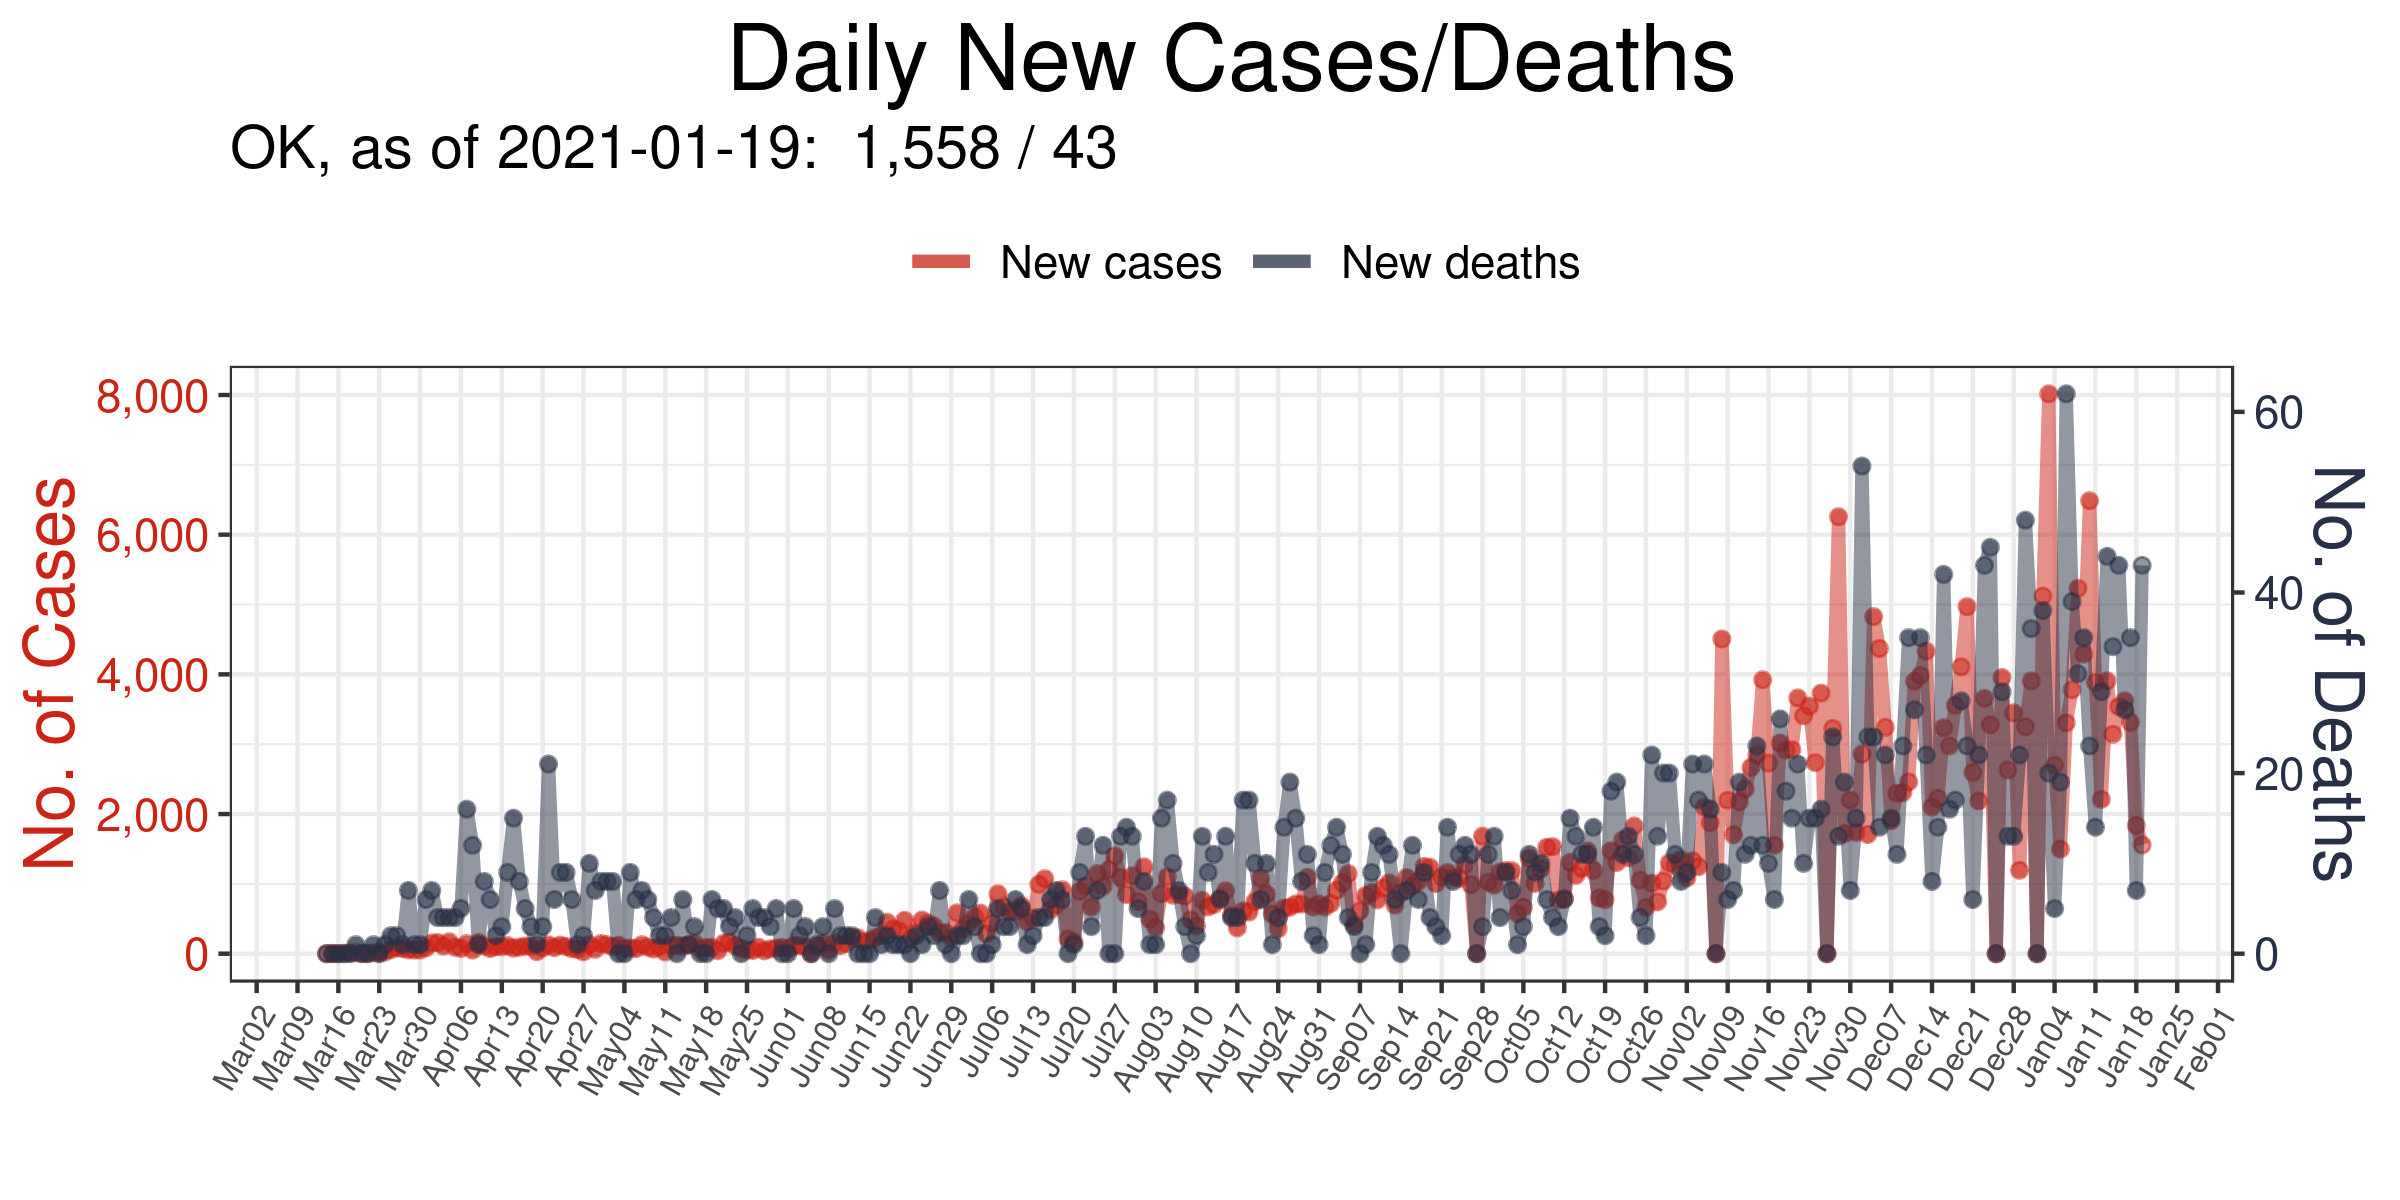 Daily New Cases/Deaths
OK, as of 2021-01-19:  1,558 / 43
New cases New deaths
No. of Cases
8,000
6,000
4,000
2,000
0
60
40
20
0
No. of Deaths
Mar02 Mar09 Mar16 Mar23 Mar30 Apr06 Apr13 Apr20 Apr27 May04 May11 May18 May25 Jun01 Jun08 Jun15 Jun22 Jun29 Jul06 Jul13 Jul20 Jul27 Aug03 Aug10 Aug17 Aug24 Aug31 Sep07 Sep14 Sep21 Sep28 Oct05 Oct12 Oct19 Oct26 Nov02 Nov09 Nov16 Nov23 Nov30 Dec07 Dec14 Dec21 Dec28 Jan04 Jan11 Jan18 Jan25 Feb01